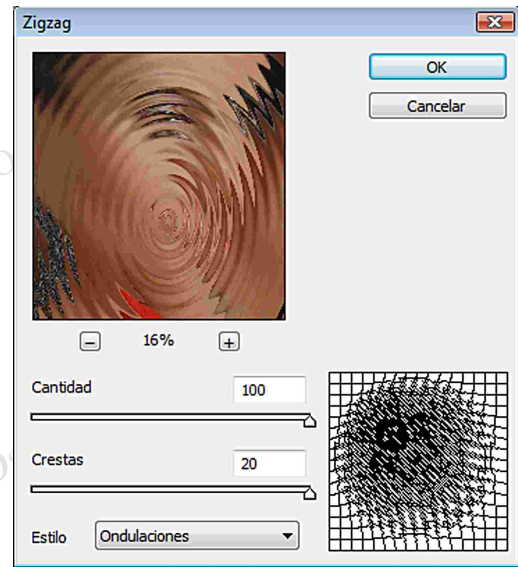 Zigzag
OK
Cancelar
16%
Cantidad
100
Crestas
20
Estilo
Ondulaciones